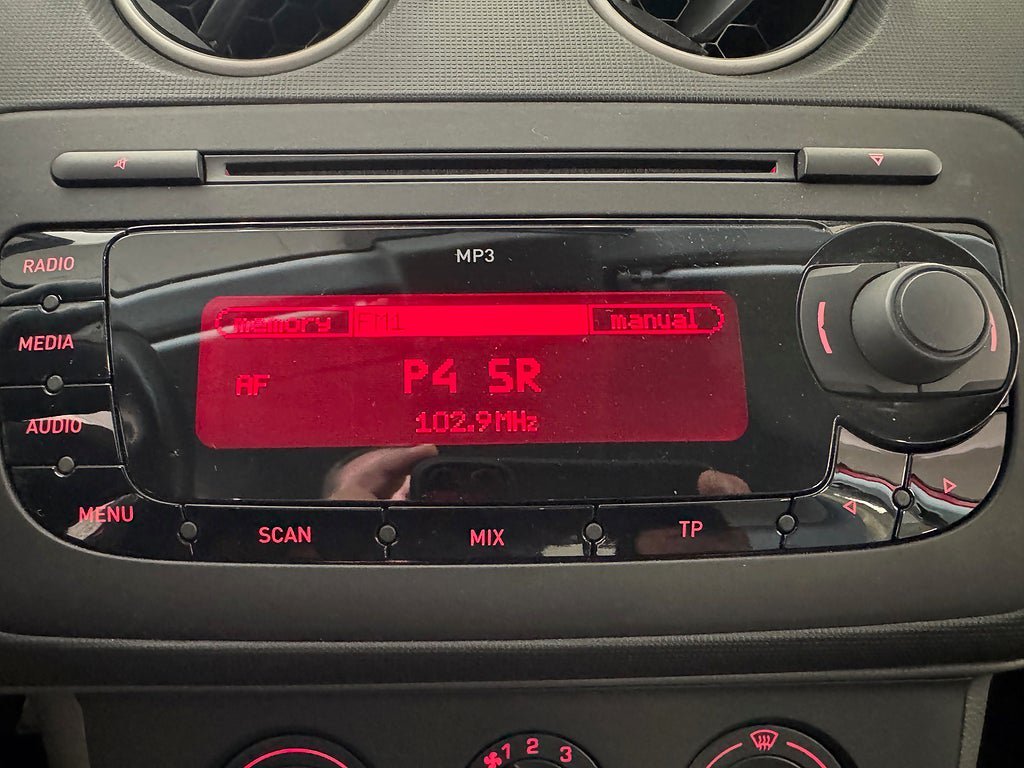 MP3
RADIO
memory FM1 manual
MEDIA
AF P4 SR
102.9MHz
AUDIO
MENU
SCAN
MIX
TP
1 2 3